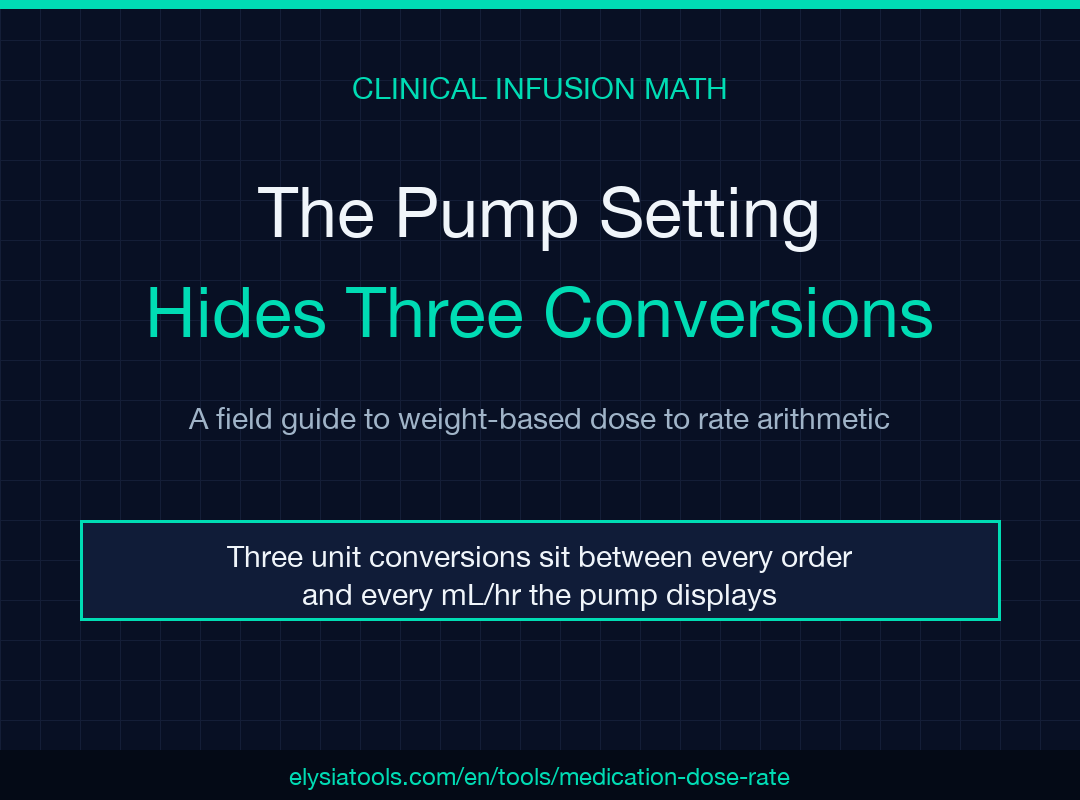 CLINICAL INFUSION MATH
The Pump Setting
Hides Three Conversions
A field guide to weight-based dose to rate arithmetic
Three unit conversions sit between every order
and every mL/hr the pump displays
elysiatools.com/en/tools/medication-dose-rate